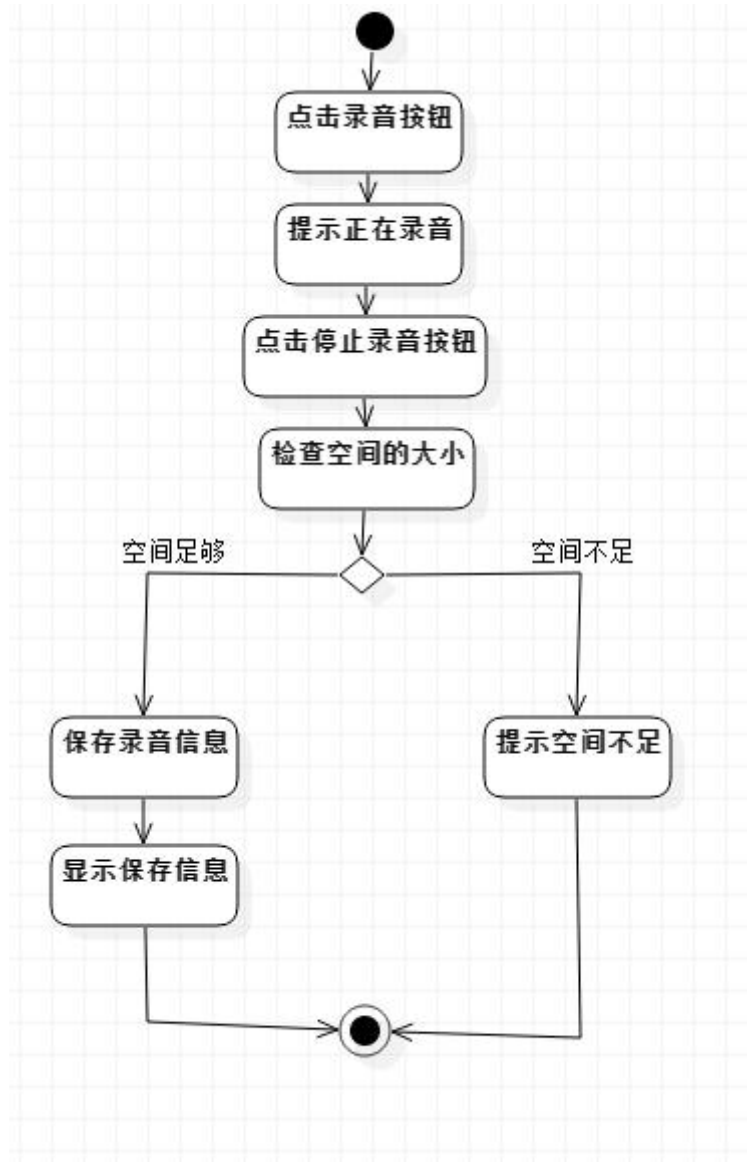 点击录音按钮
提示正在录音
点击停止录音按钮
检查空间的大小
空间足够
空间不足
保存录音信息
提示空间不足
显示保存信息